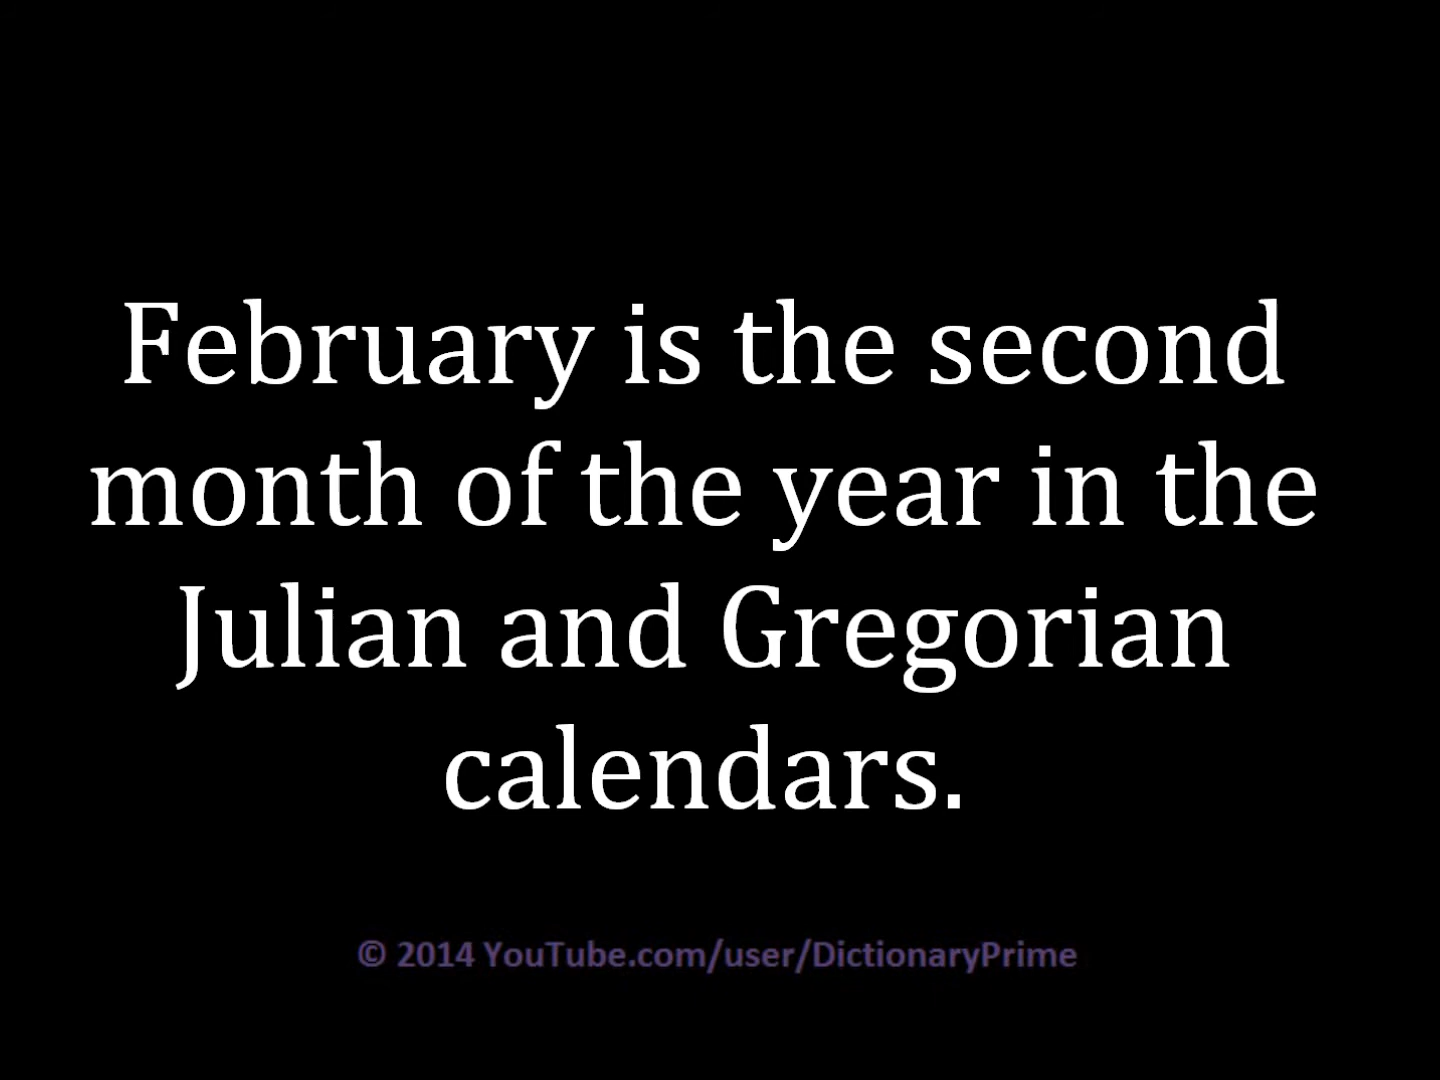 February is the second
month of the year in the
Julian and Gregorian
calendars.
© 2014 YouTube.com/user/DictionaryPrime